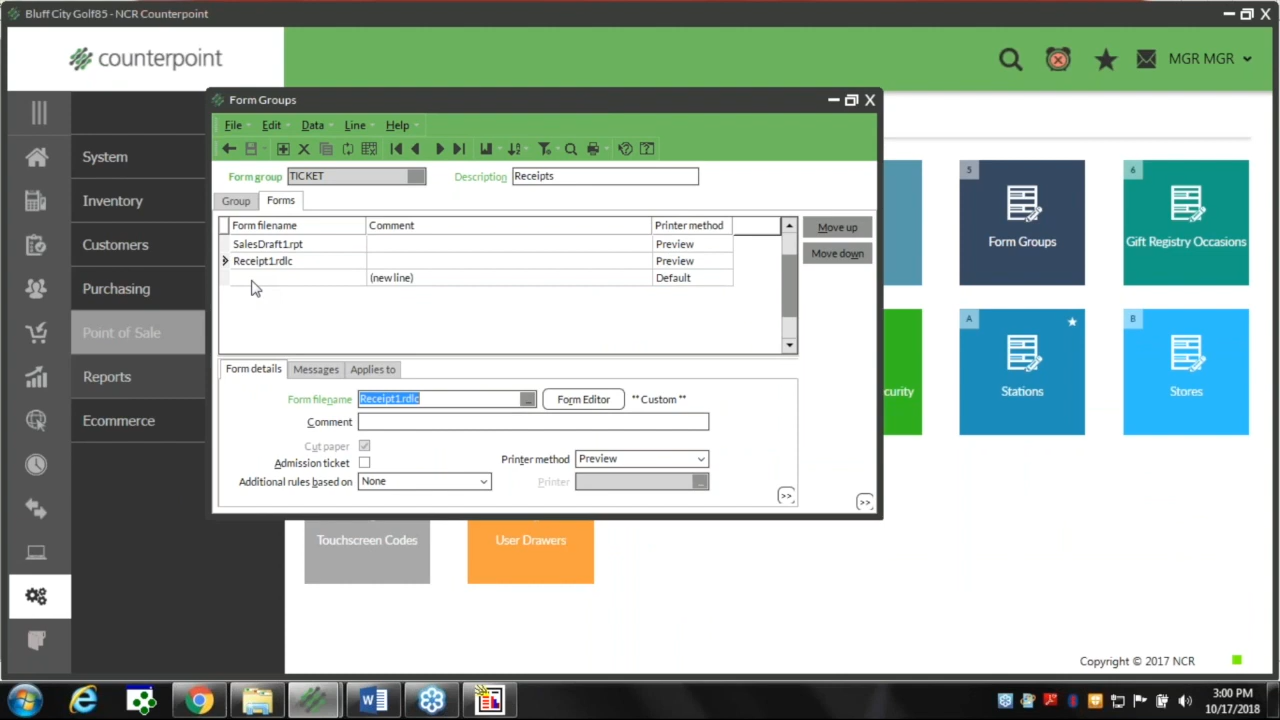 Bluff City Golf85 - NCR Counterpoint
counterpoint
MGR MGR
Form Groups
File Edit Data Line Help
Form group TICKET Description Receipts
Group Forms
Form filename Comment Printer method
SalesDraft1.rpt Preview
Receipt1.rdlc Preview
(new line) Default
Move up
Move down
Form details Messages Applies to
Form filename Receipt1.rdlc ... Form Editor ** Custom **
Comment
Cut paper
Admission ticket
Printer method Preview
Additional rules based on None
Printer ...
>>
>>
System
Inventory
Customers
Purchasing
Point of Sale
Reports
Ecommerce
5
Form Groups
6
Gift Registry Occasions
curity
A
Stations
B
Stores
Touchscreen Codes
User Drawers
Copyright © 2017 NCR
3:00 PM
10/17/2018